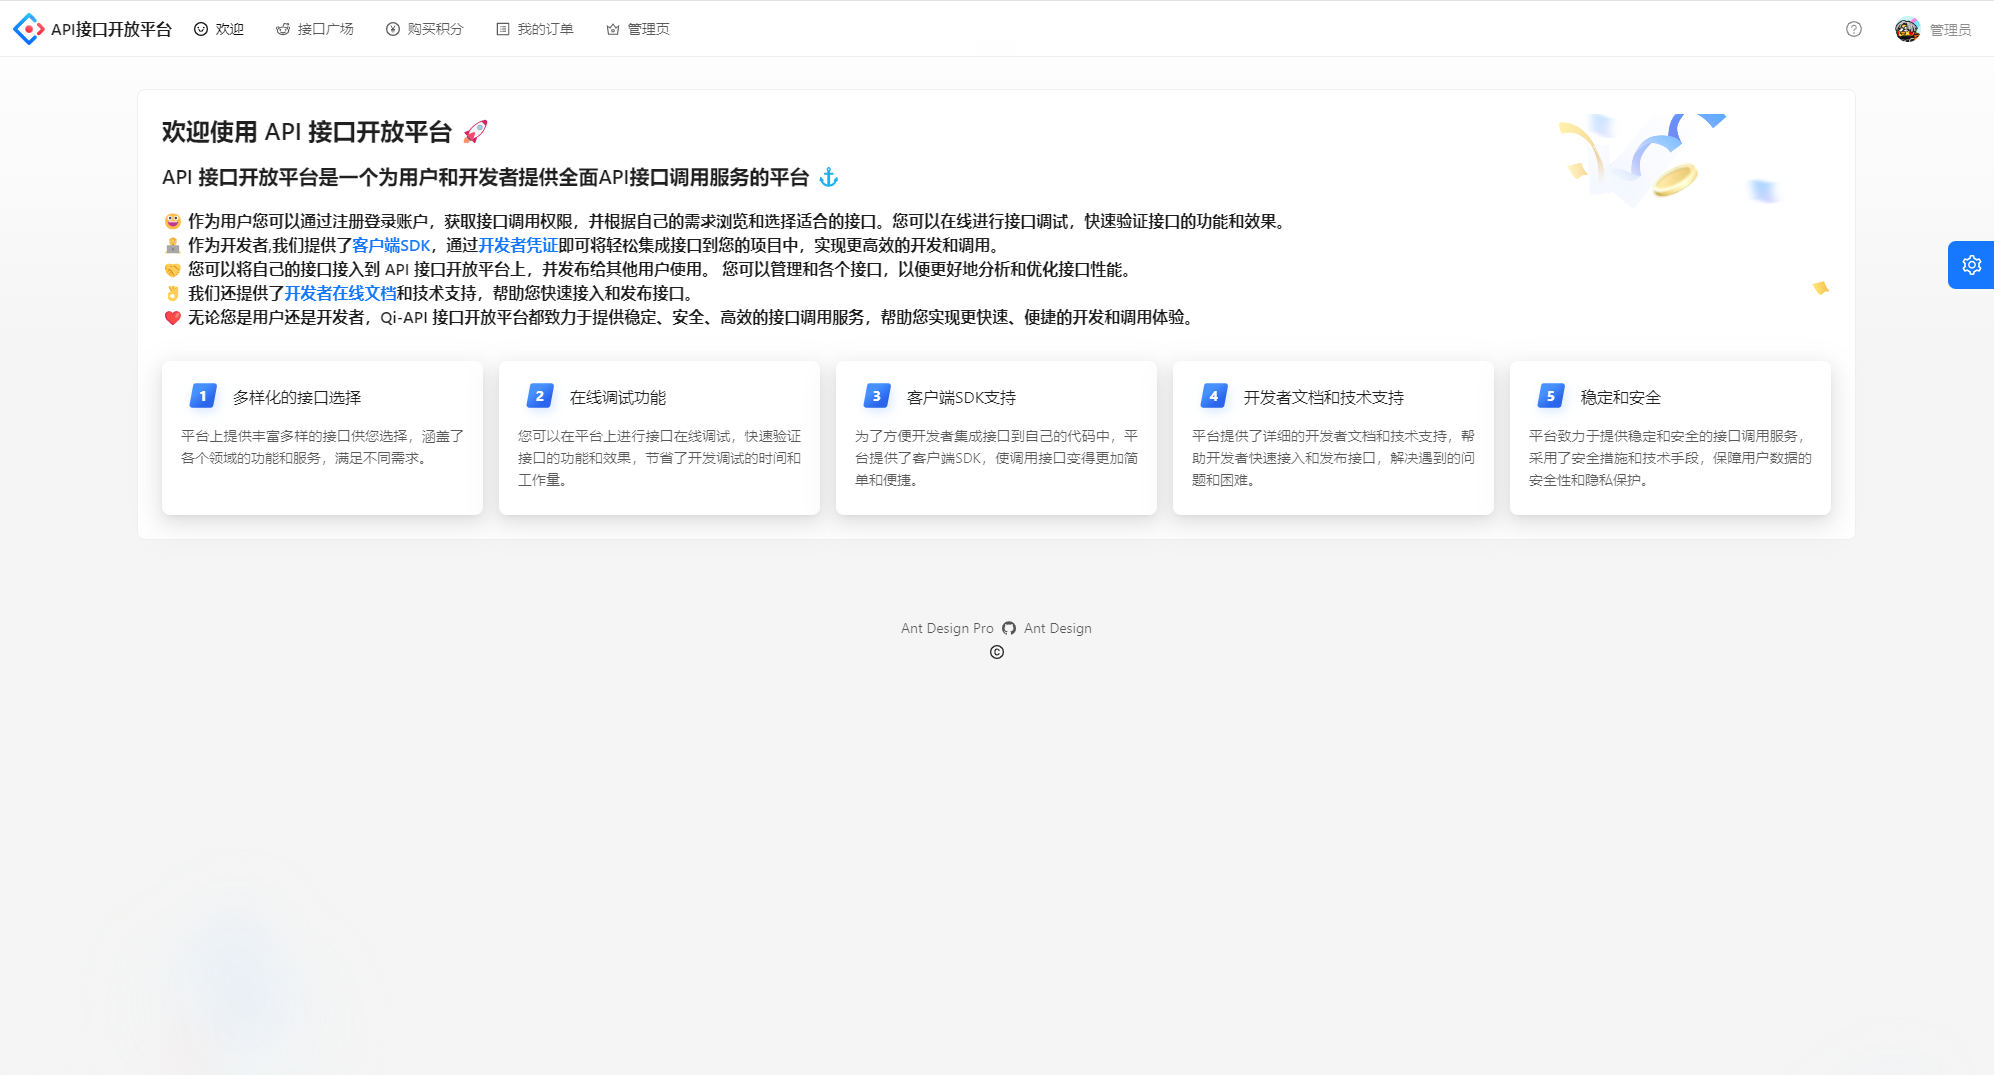 API接口开放平台 欢迎 接口广场 购买积分 我的订单 管理页 管理员
欢迎使用 API 接口开放平台 🚀
API 接口开放平台是一个为用户和开发者提供全面API接口调用服务的平台 ⚓
😀 作为用户您可以通过注册登录账户，获取接口调用权限，并根据自己的需求浏览和选择适合的接口。您可以在线进行接口调试，快速验证接口的功能和效果。
🧑‍💻 作为开发者,我们提供了客户端SDK，通过开发者凭证即可将轻松集成接口到您的项目中，实现更高效的开发和调用。
🤝 您可以将自己的接口接入到 API 接口开放平台上，并发布给其他用户使用。 您可以管理和各个接口，以便更好地分析和优化接口性能。
👌 我们还提供了开发者在线文档和技术支持，帮助您快速接入和发布接口。
❤️ 无论您是用户还是开发者，Qi-API 接口开放平台都致力于提供稳定、安全、高效的接口调用服务，帮助您实现更快速、便捷的开发和调用体验。
1 多样化的接口选择
平台上提供丰富多样的接口供您选择，涵盖了
各个领域的功能和服务，满足不同需求。
2 在线调试功能
您可以在平台上进行接口在线调试，快速验证
接口的功能和效果，节省了开发调试的时间和
工作量。
3 客户端SDK支持
为了方便开发者集成接口到自己的代码中，平
台提供了客户端SDK，使调用接口变得更加简
单和便捷。
4 开发者文档和技术支持
平台提供了详细的开发者文档和技术支持，帮
助开发者快速接入和发布接口，解决遇到的问
题和困难。
5 稳定和安全
平台致力于提供稳定和安全的接口调用服务，
采用了安全措施和技术手段，保障用户数据的
安全性和隐私保护。
Ant Design Pro Ant Design
©